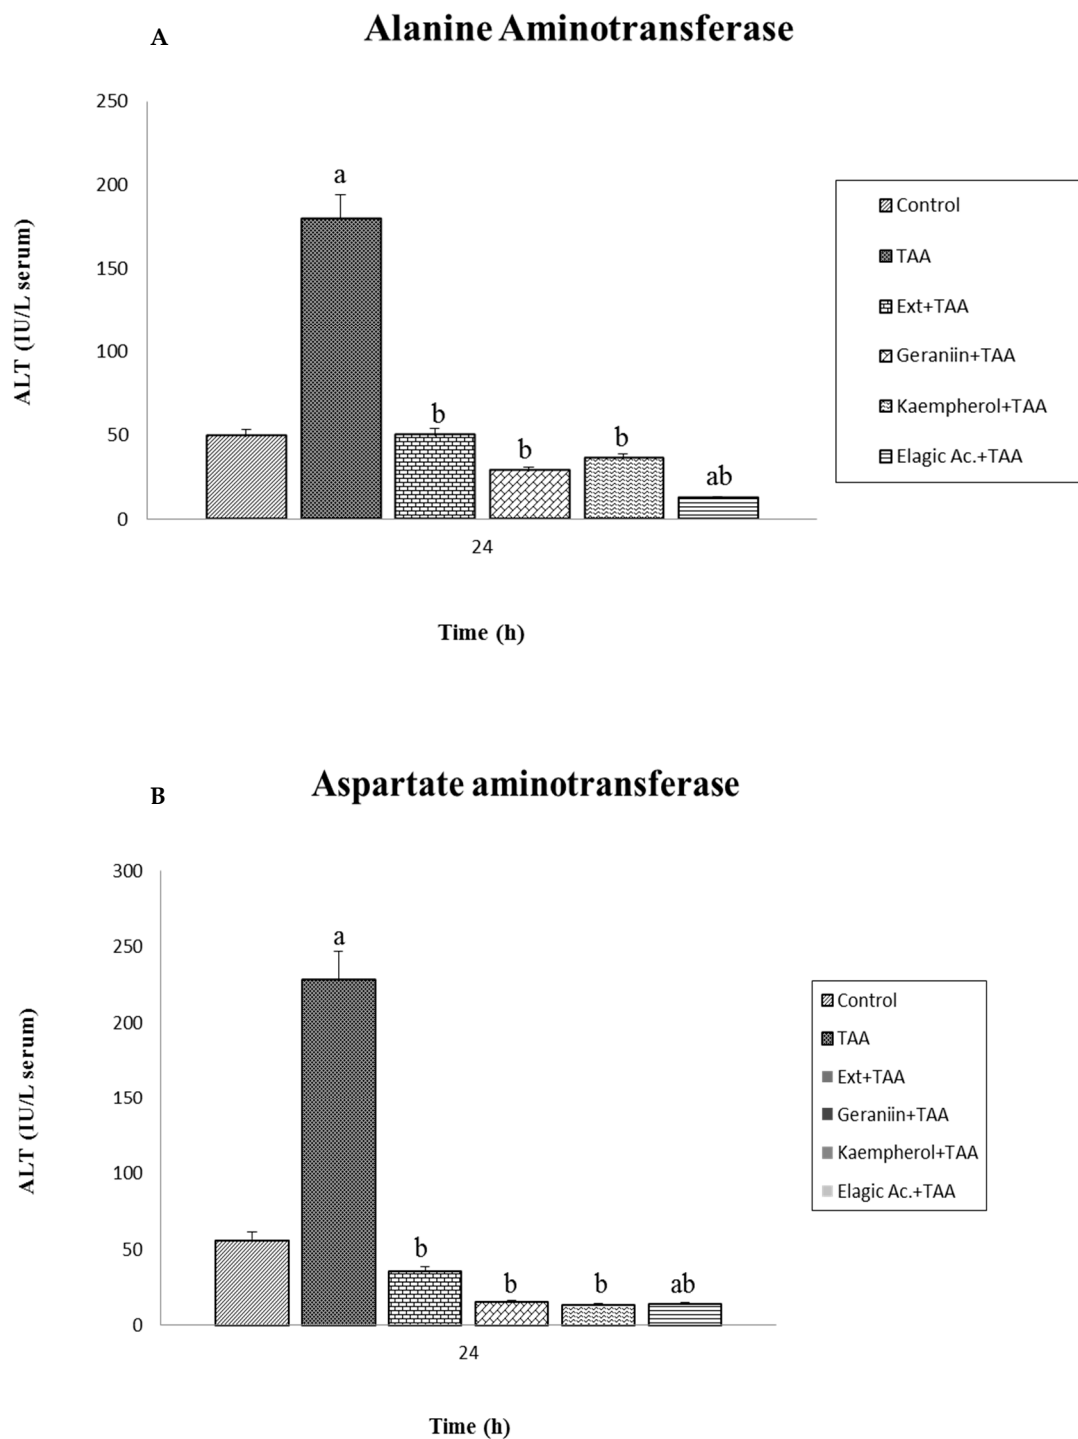 A
Alanine Aminotransferase
250
200
150
100
50
0
ALT (IU/L serum)
a
b
b
b
ab
24
Time (h)
Control
TAA
Ext+TAA
Geraniin+TAA
Kaempherol+TAA
Elagic Ac.+TAA
B
Aspartate aminotransferase
300
250
200
150
100
50
0
ALT (IU/L serum)
a
b
b
b
ab
24
Time (h)
Control
TAA
Ext+TAA
Geraniin+TAA
Kaempherol+TAA
Elagic Ac.+TAA